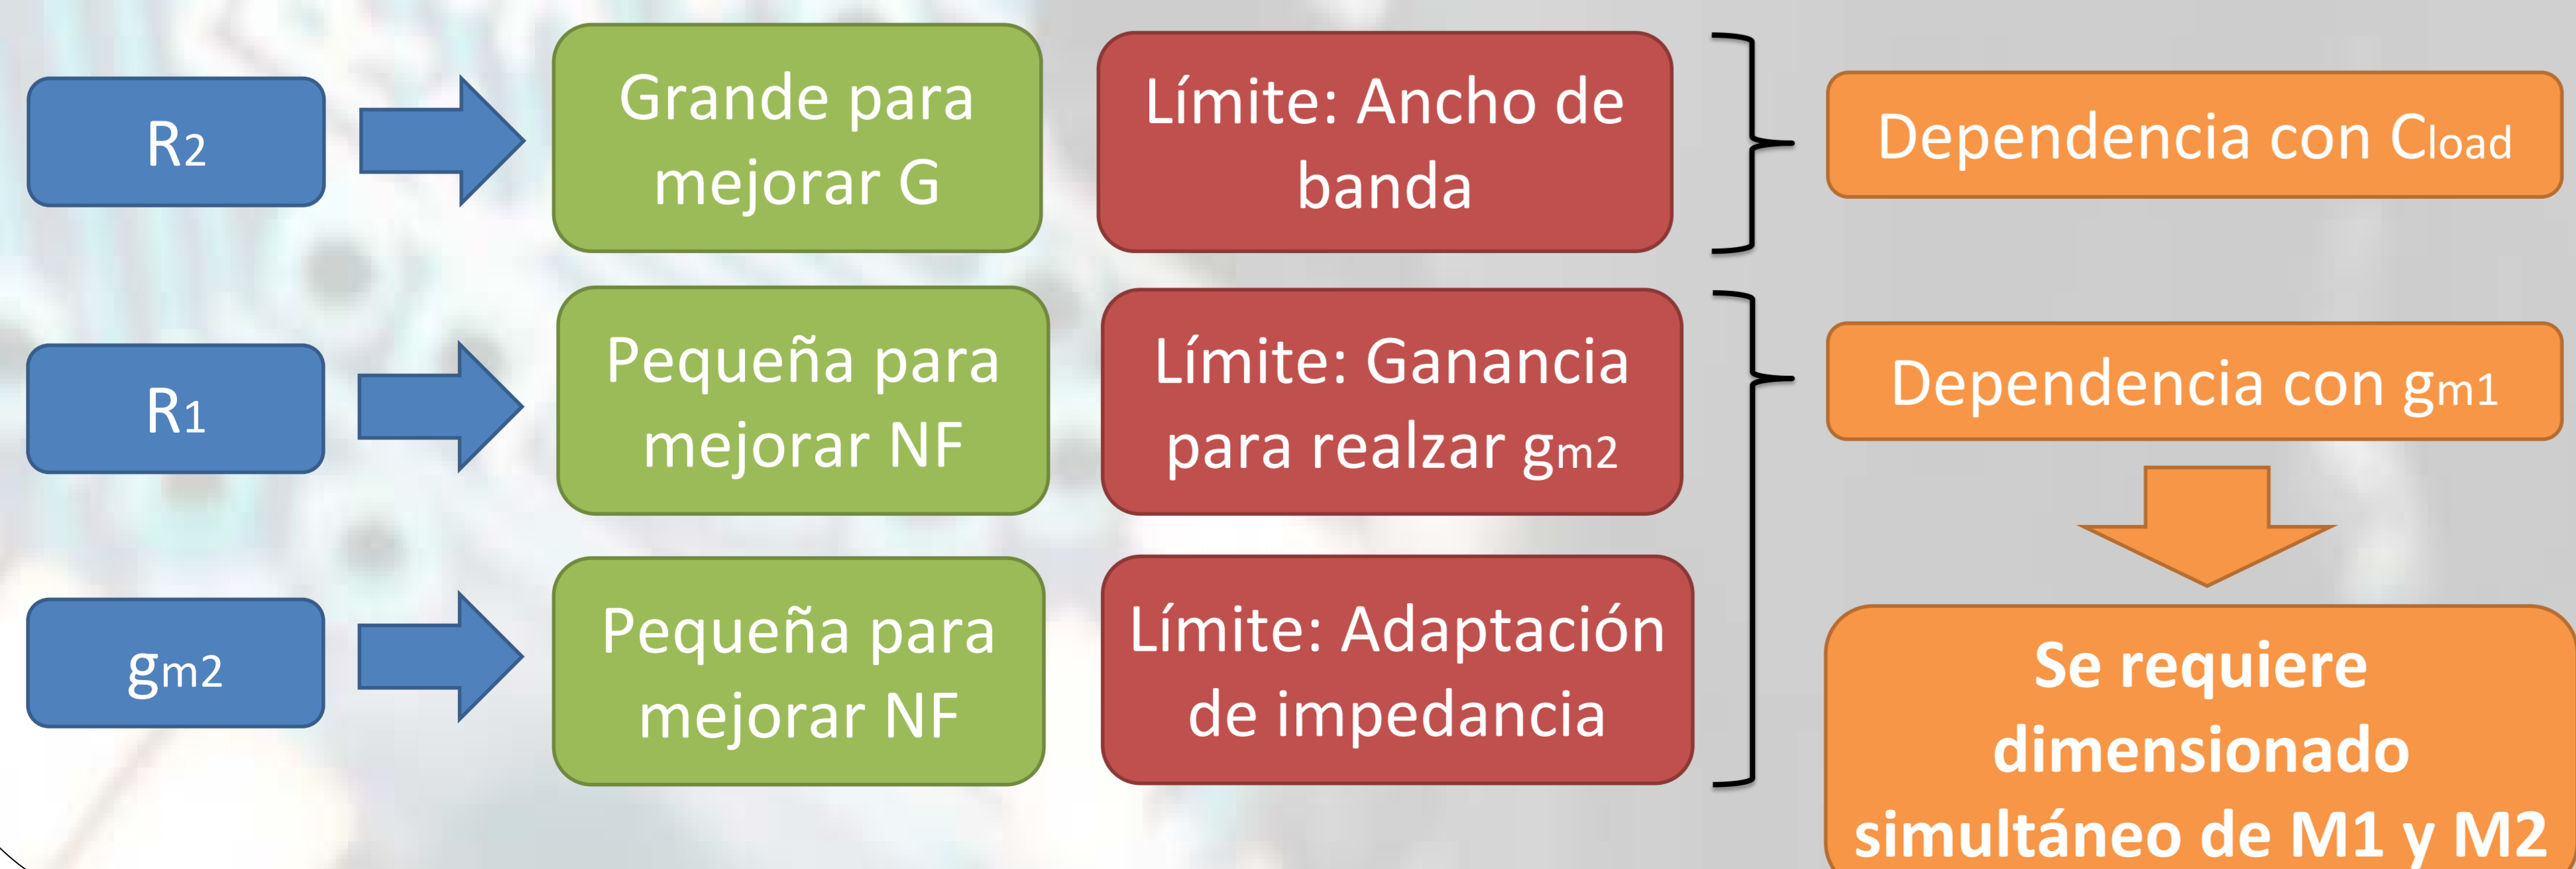 R2
Grande para
mejorar G
Límite: Ancho de
banda
Dependencia con Cload
R1
Pequeña para
mejorar NF
Límite: Ganancia
para realzar gm2
Dependencia con gm1
gm2
Pequeña para
mejorar NF
Límite: Adaptación
de impedancia
Se requiere
dimensionado
simultáneo de M1 y M2